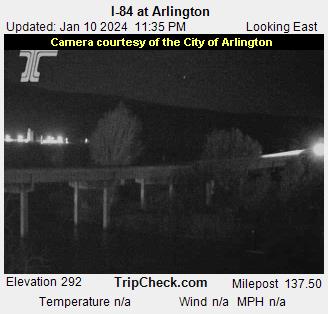 I-84 at Arlington
Updated: Jan 10 2024 11:35 PM Looking East
Camera courtesy of the City of Arlington
Elevation 292 TripCheck.com Milepost 137.50
Temperature n/a Wind n/a MPH n/a